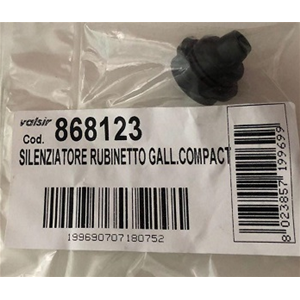 valsir
Cod. 868123
SILENZIATORE RUBINETTO GALL.COMPACT
199690707180752
8 023857 199699